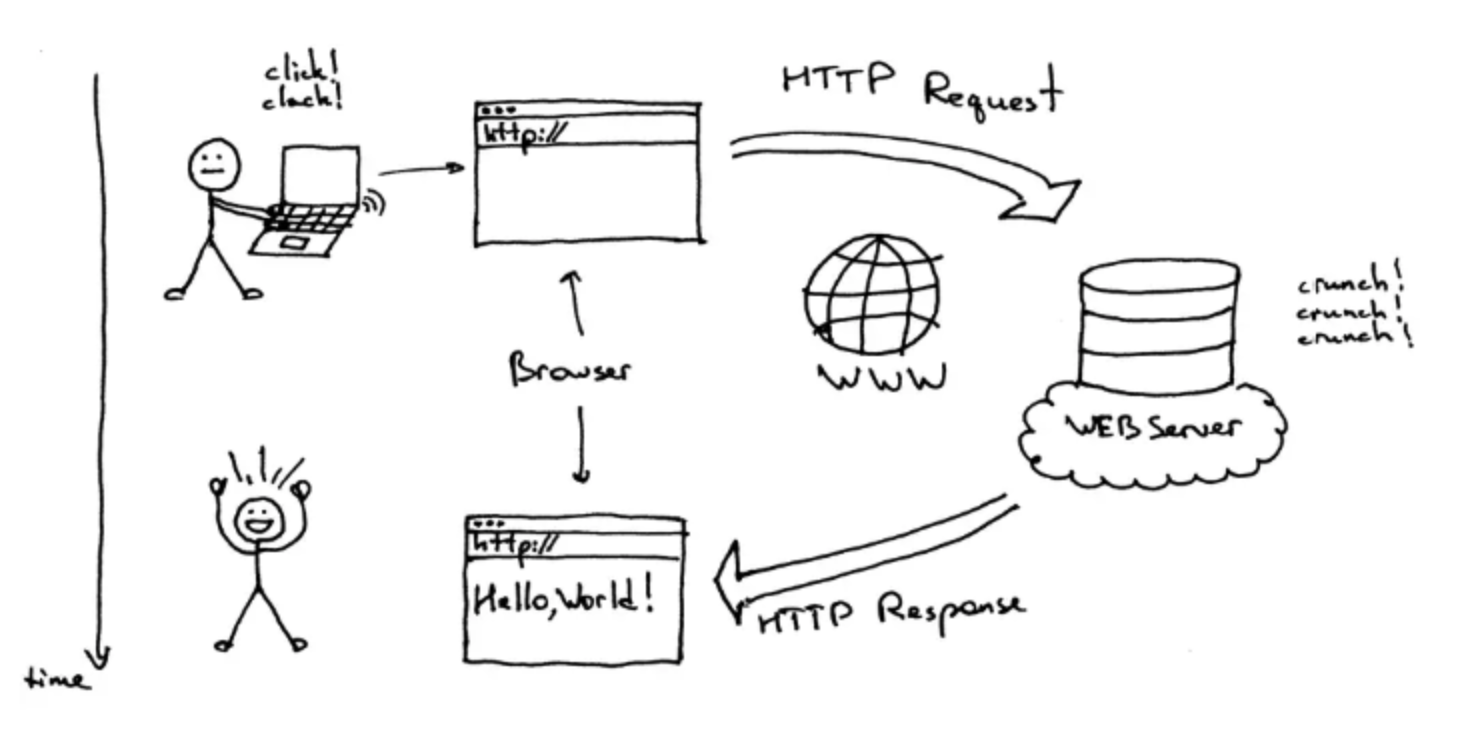 click!
clack!
HTTP Request
http://
WWW
crunch!
crunch!
crunch!
Browser
WEB Server
http://
Hello, World!
HTTP Response
time